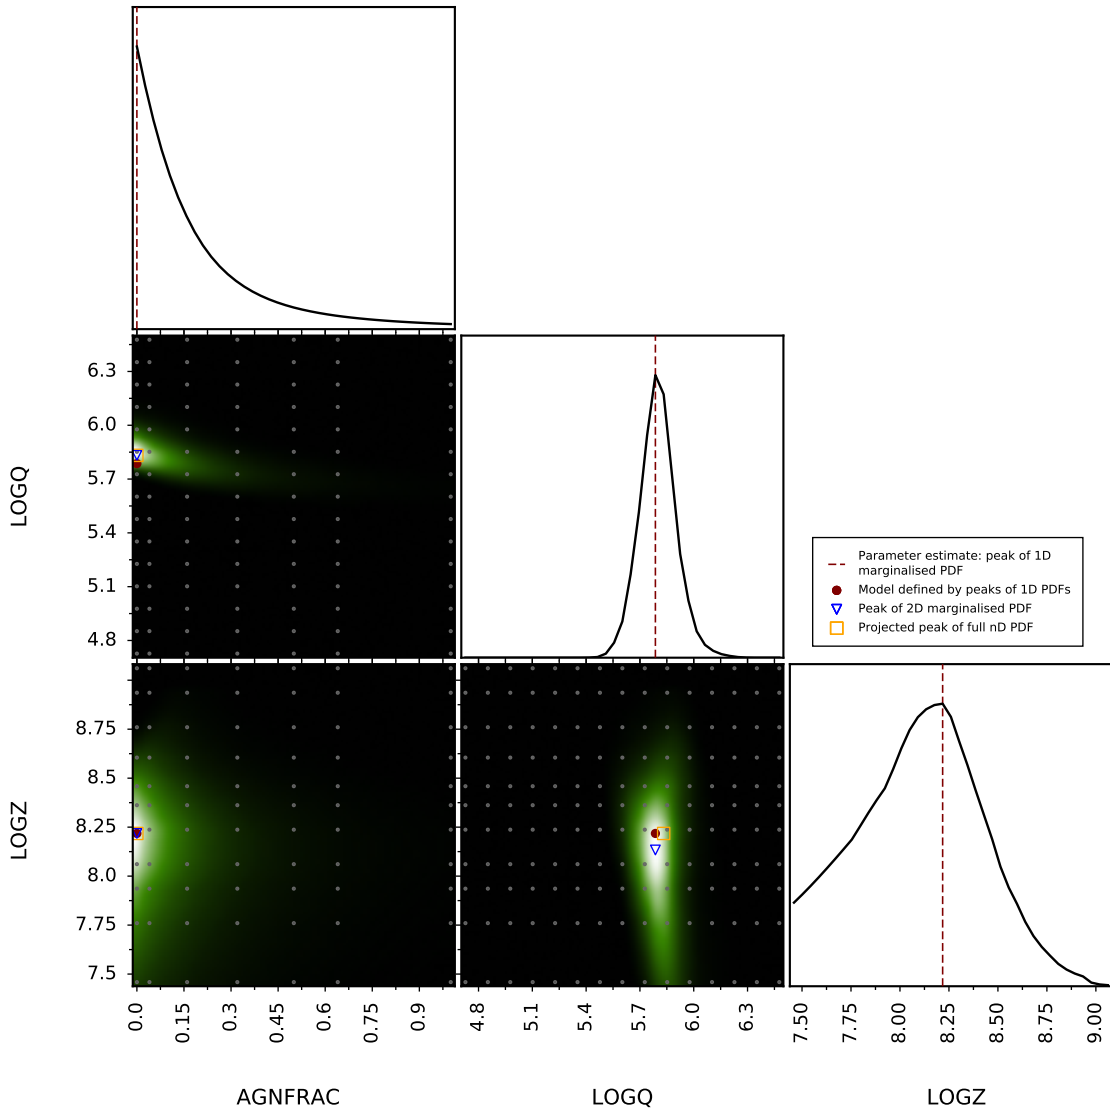 6.3
6.0
5.7
5.4
5.1
4.8
LOGQ
Parameter estimate: peak of 1D
marginalised PDF
Model defined by peaks of 1D PDFs
Peak of 2D marginalised PDF
Projected peak of full nD PDF
8.75
8.5
8.25
8.0
7.75
7.5
LOGZ
0.0 0.15 0.3 0.45 0.6 0.75 0.9
4.8 5.1 5.4 5.7 6.0 6.3
7.50 7.75 8.00 8.25 8.50 8.75 9.00
AGNFRAC
LOGQ
LOGZ